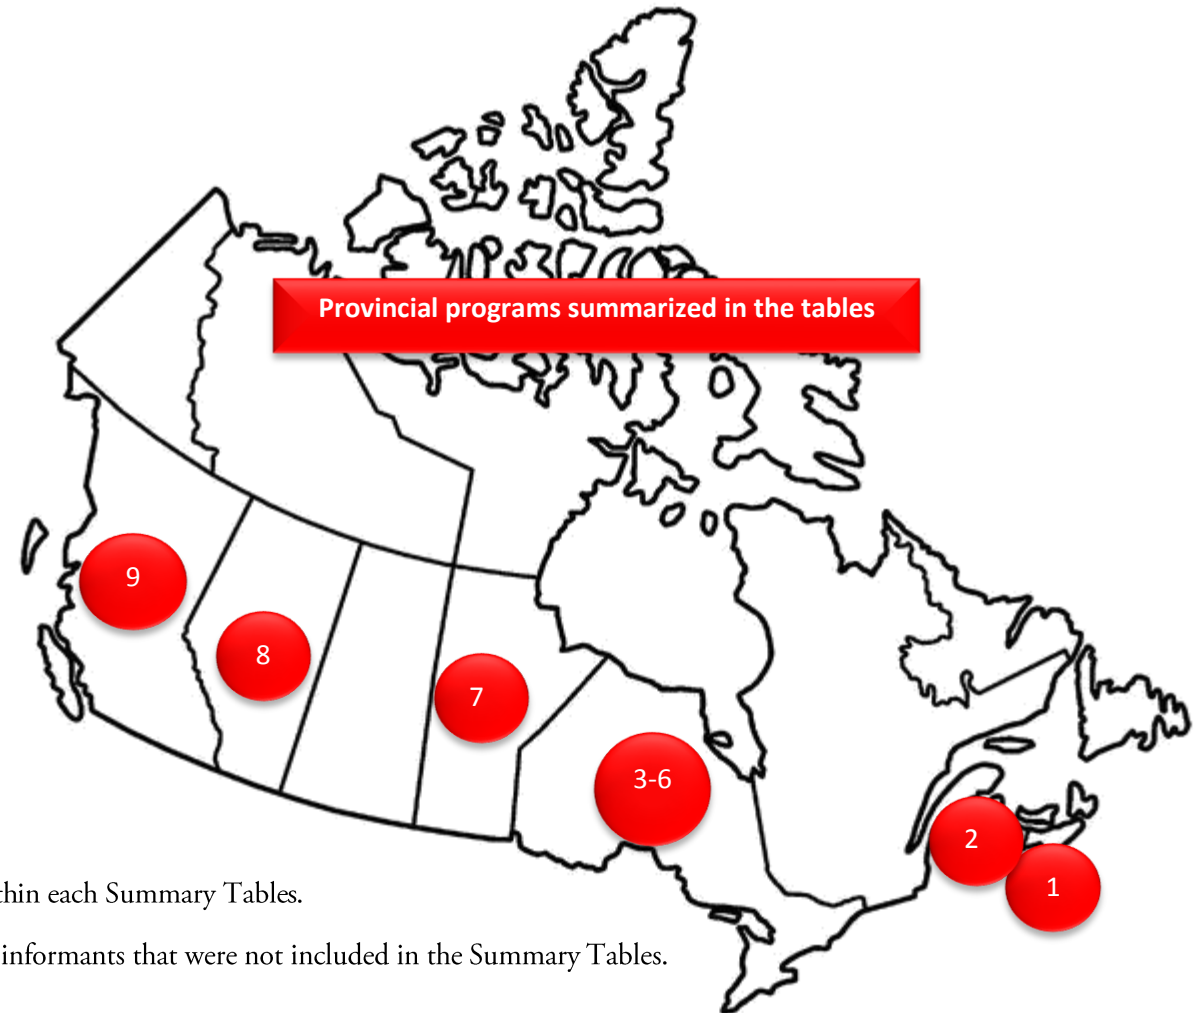 Provincial programs summarized in the tables
9
8
7
3-6
2
1
each Summary Tables.
informants that were not included in the Summary Tables.